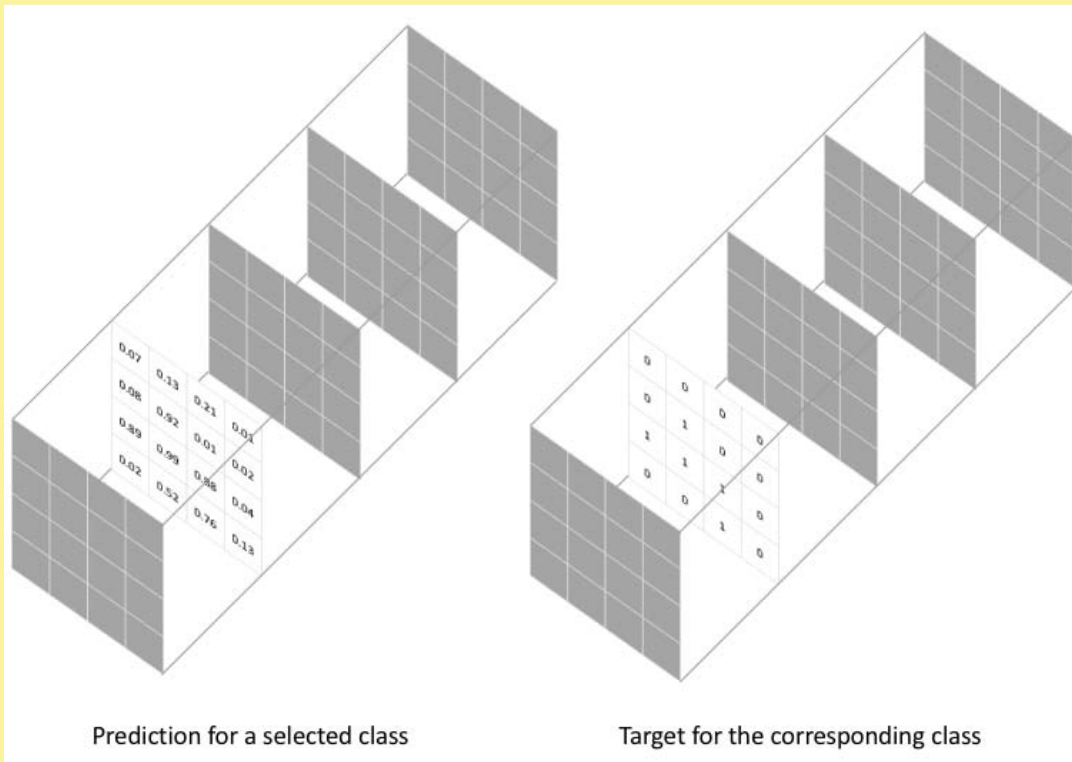 0.07 0.13 0.21 0.01
0.08 0.92 0.01 0.02
0.89 0.99 0.88 0.04
0.02 0.52 0.76 0.13
0 0 0 0
0 1 0 0
1 1 1 0
0 0 1 0
Prediction for a selected class
Target for the corresponding class